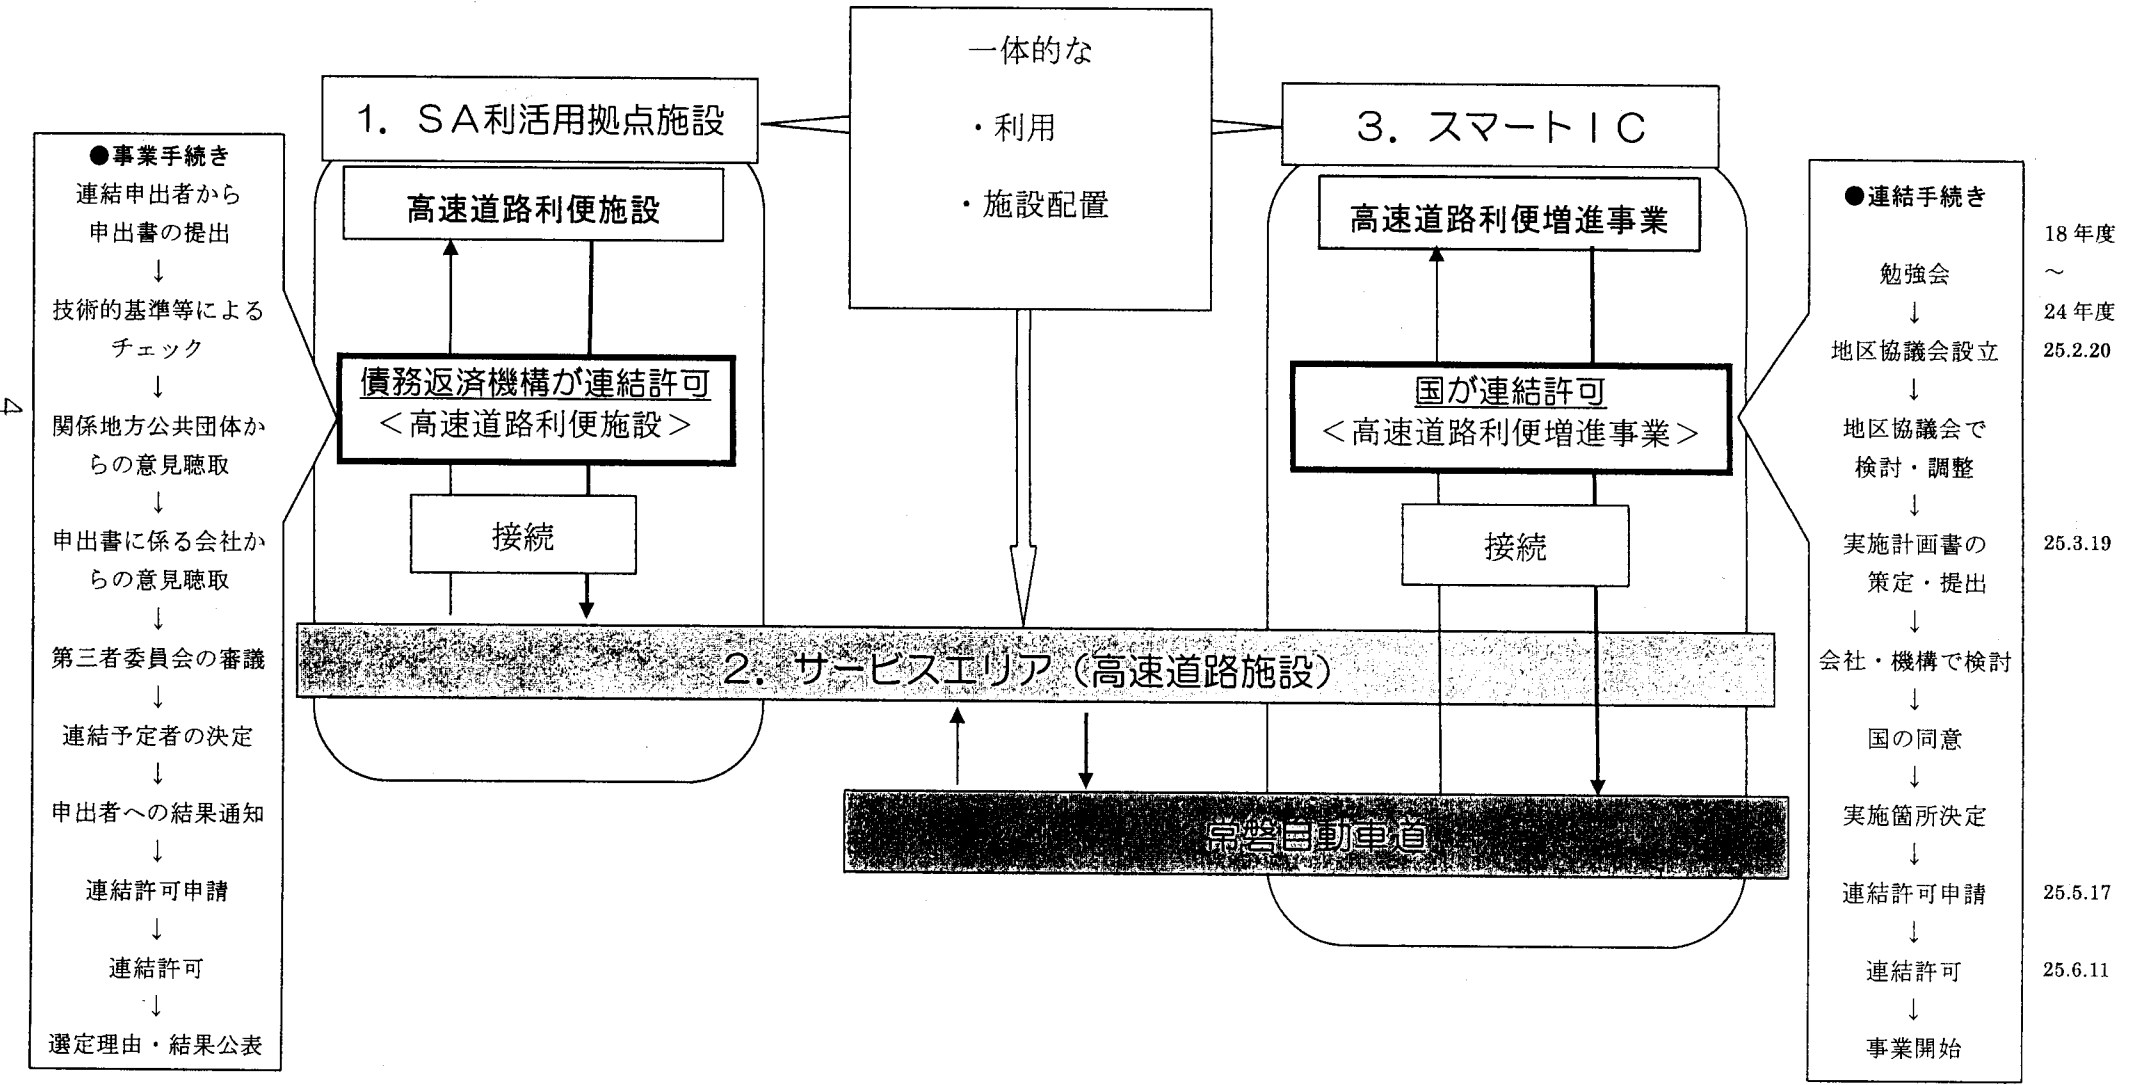 一体的な
・利用
・施設配置
1. ＳＡ利活用拠点施設
3. スマートＩＣ
●事業手続き
連結申出者から
申出書の提出
↓
技術的基準等による
チェック
↓
関係地方公共団体か
らの意見聴取
↓
申出書に係る会社か
らの意見聴取
↓
第三者委員会の審議
↓
連結予定者の決定
↓
申出者への結果通知
↓
連結許可申請
↓
連結許可
↓
選定理由・結果公表
高速道路利便施設
債務返済機構が連結許可
＜高速道路利便施設＞
接続
高速道路利便増進事業
国が連結許可
＜高速道路利便増進事業＞
接続
2. サービスエリア（高速道路施設）
常磐自動車道
●連結手続き
勉強会
↓
地区協議会設立
↓
地区協議会で
検討・調整
↓
実施計画書の
策定・提出
↓
会社・機構で検討
↓
国の同意
↓
実施箇所決定
↓
連結許可申請
↓
連結許可
↓
事業開始
18年度
～
24年度
25.2.20
25.3.19
25.5.17
25.6.11
4